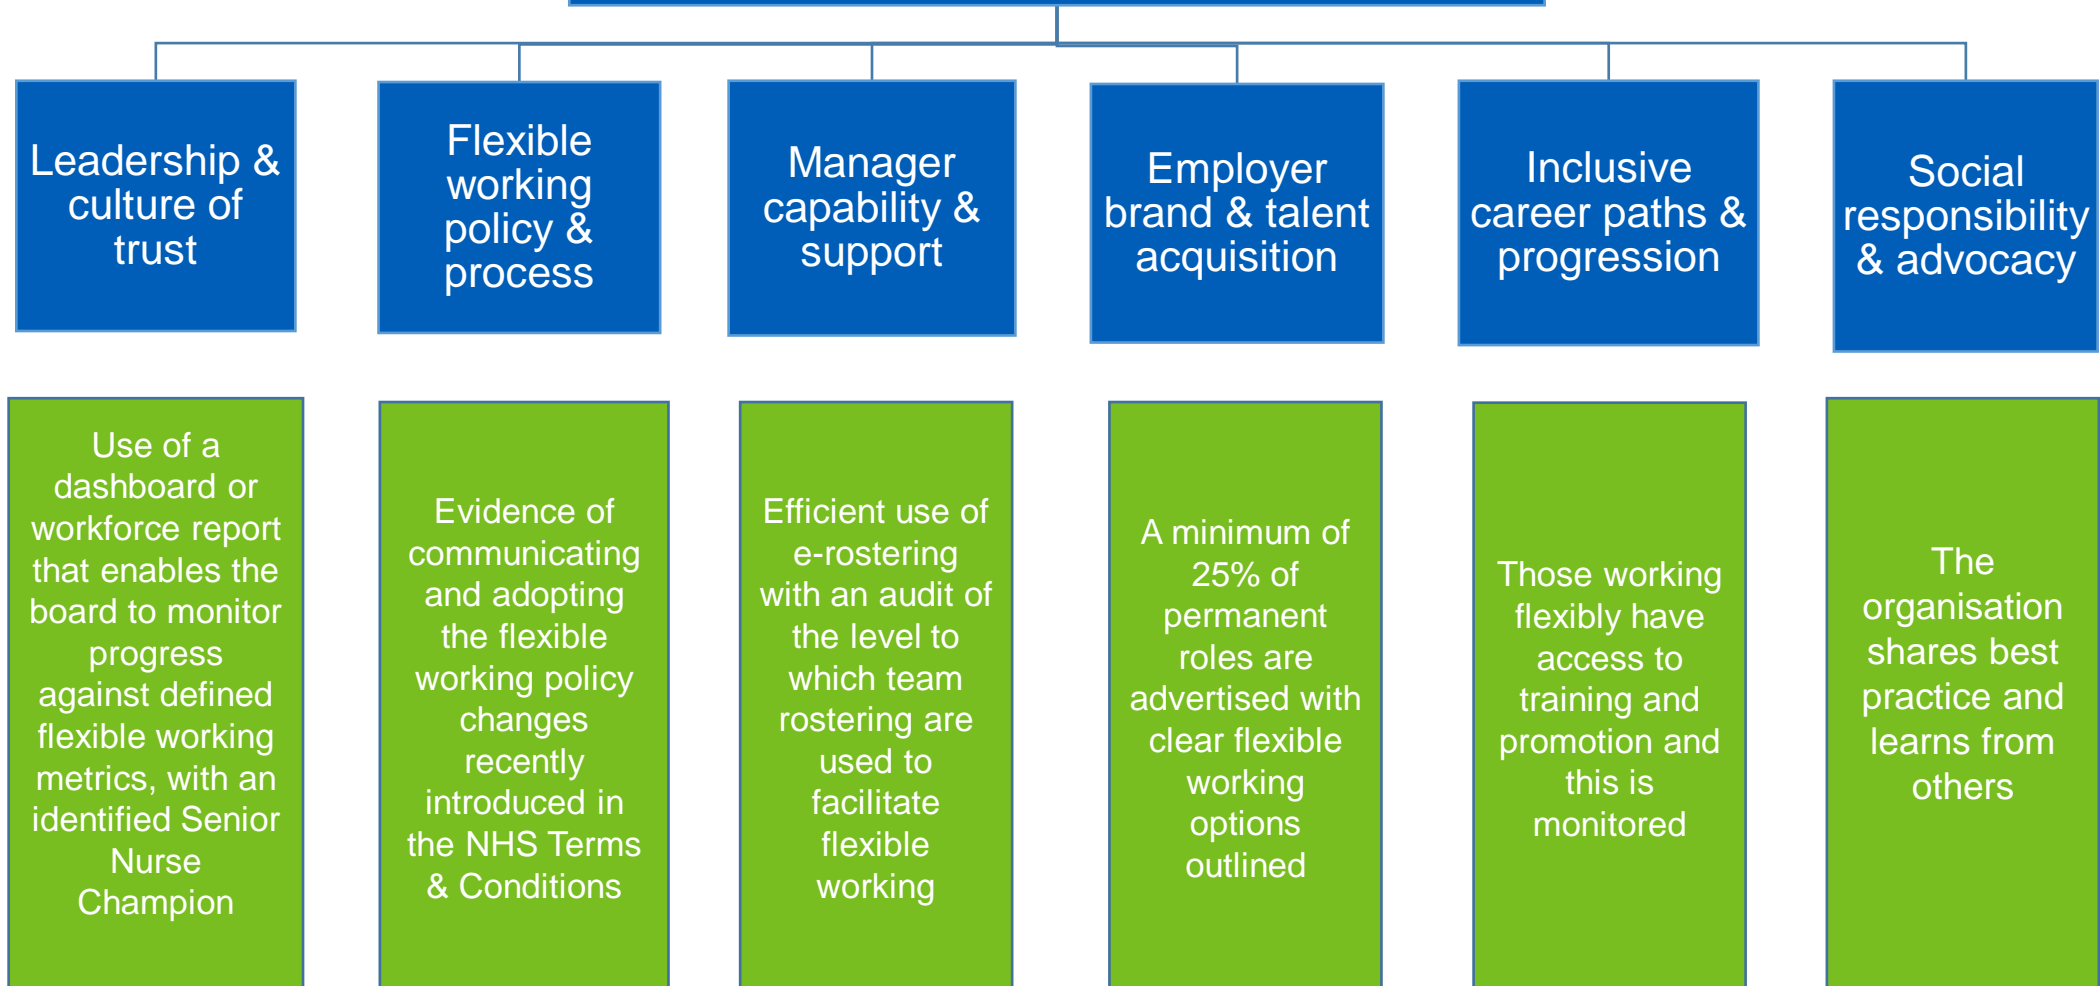 Leadership &
culture of
trust
Flexible
working
policy &
process
Manager
capability &
support
Employer
brand & talent
acquisition
Inclusive
career paths &
progression
Social
responsibility
& advocacy
Use of a
dashboard or
workforce report
that enables the
board to monitor
progress
against defined
flexible working
metrics, with an
identified Senior
Nurse
Champion
Evidence of
communicating
and adopting
the flexible
working policy
changes
recently
introduced in
the NHS Terms
& Conditions
Efficient use of
e-rostering
with an audit of
the level to
which team
rostering are
used to
facilitate
flexible
working
A minimum of
25% of
permanent
roles are
advertised with
clear flexible
working
options
outlined
Those working
flexibly have
access to
training and
promotion and
this is
monitored
The
organisation
shares best
practice and
learns from
others